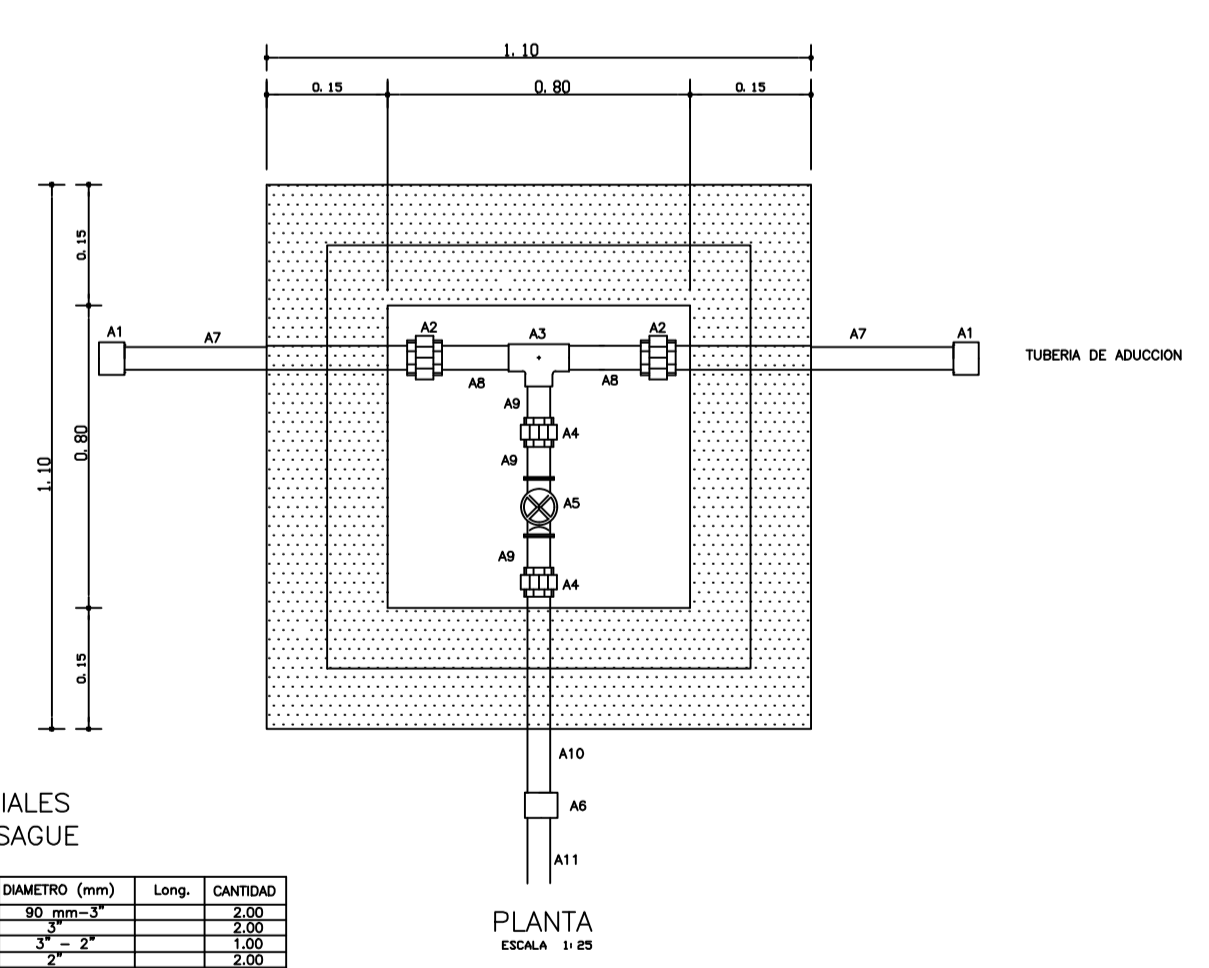 1.10
0.15 0.80 0.15
0.15
A1 A7 A2 A3 A2 A7 A1
TUBERIA DE ADUCCION
A8 A8
A9
A4
0.80
1.10
A9
A5
A9
A4
0.15
A10
A6
A11
IALES
SAGUE
DIAMETRO (mm) Long. CANTIDAD
90 mm-3" 2.00
3" 2.00
3" - 2" 1.00
2" 2.00
PLANTA
ESCALA 1:25